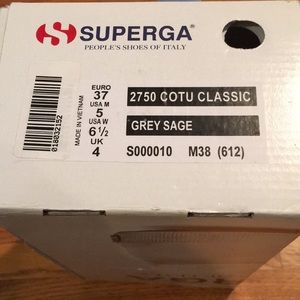 SUPERGA®
PEOPLE'S SHOES OF ITALY
018632152
MADE IN VIETNAM
EURO
37
USA M
5
USA W
6½
UK
4
2750 COTU CLASSIC
GREY SAGE
S000010 M38 (612)